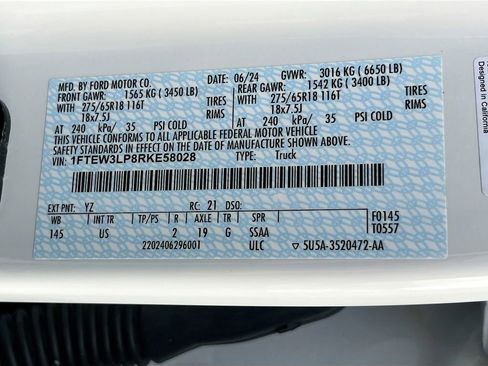 MFD. BY FORD MOTOR CO. DATE: 06/24 GVWR: 3016 KG ( 6650 LB)
FRONT GAWR: 1565 KG ( 3450 LB) REAR GAWR: 1542 KG ( 3400 LB)
275/65R18 116T TIRES 275/65R18 116T TIRES
18x7.5J RIMS 18x7.5J RIMS
AT 240 kPa/ 35 PSI COLD AT 240 kPa/ 35 PSI COLD
THIS VEHICLE CONFORMS TO ALL APPLICABLE FEDERAL MOTOR VEHICLE
SAFETY STANDARDS IN EFFECT ON THE DATE OF MANUFACTURE SHOWN ABOVE.
VIN: 1FTEW3LP8RKE58028 TYPE: Truck
EXT PNT: YZ RC: 21 DSO: F0145
WB INT TR TP/PS R AXLE TR SPR T0557
145 US 2 19 G SSAA
2202406296001 ULC 5U5A-3520472-AA
Designed in California